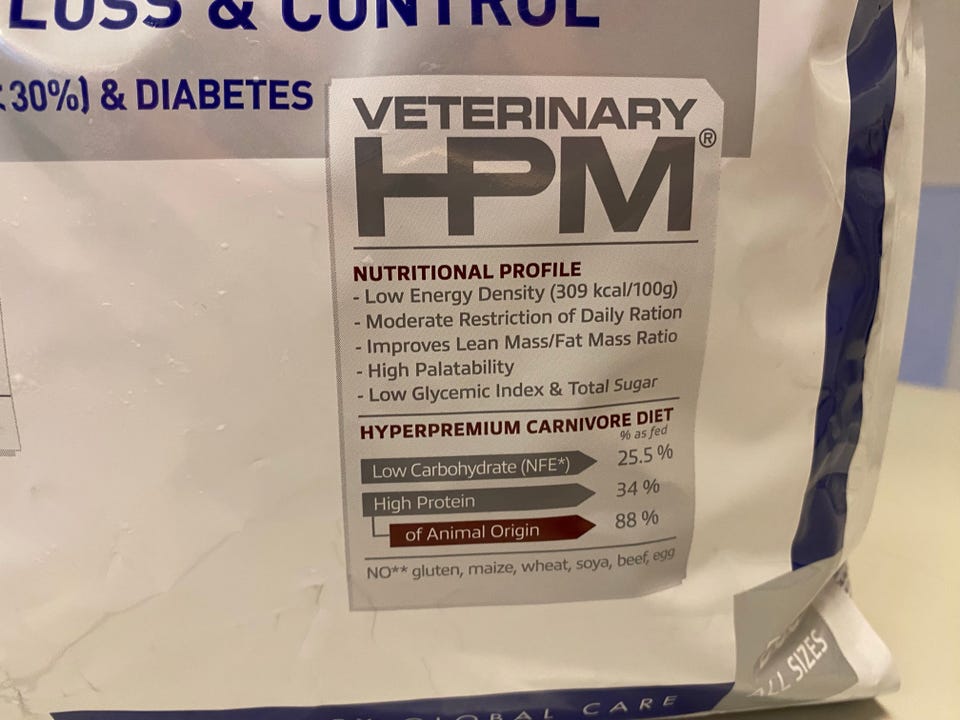 LOSS & CONTROL
<30%) & DIABETES
VETERINARY
HPM®
NUTRITIONAL PROFILE
- Low Energy Density (309 kcal/100g)
- Moderate Restriction of Daily Ration
- Improves Lean Mass/Fat Mass Ratio
- High Palatability
- Low Glycemic Index & Total Sugar
HYPERPREMIUM CARNIVORE DIET
% as fed
Low Carbohydrate (NFE*) 25.5 %
High Protein 34 %
of Animal Origin 88 %
NO** gluten, maize, wheat, soya, beef, egg
ALL SIZES
GLOBAL CARE